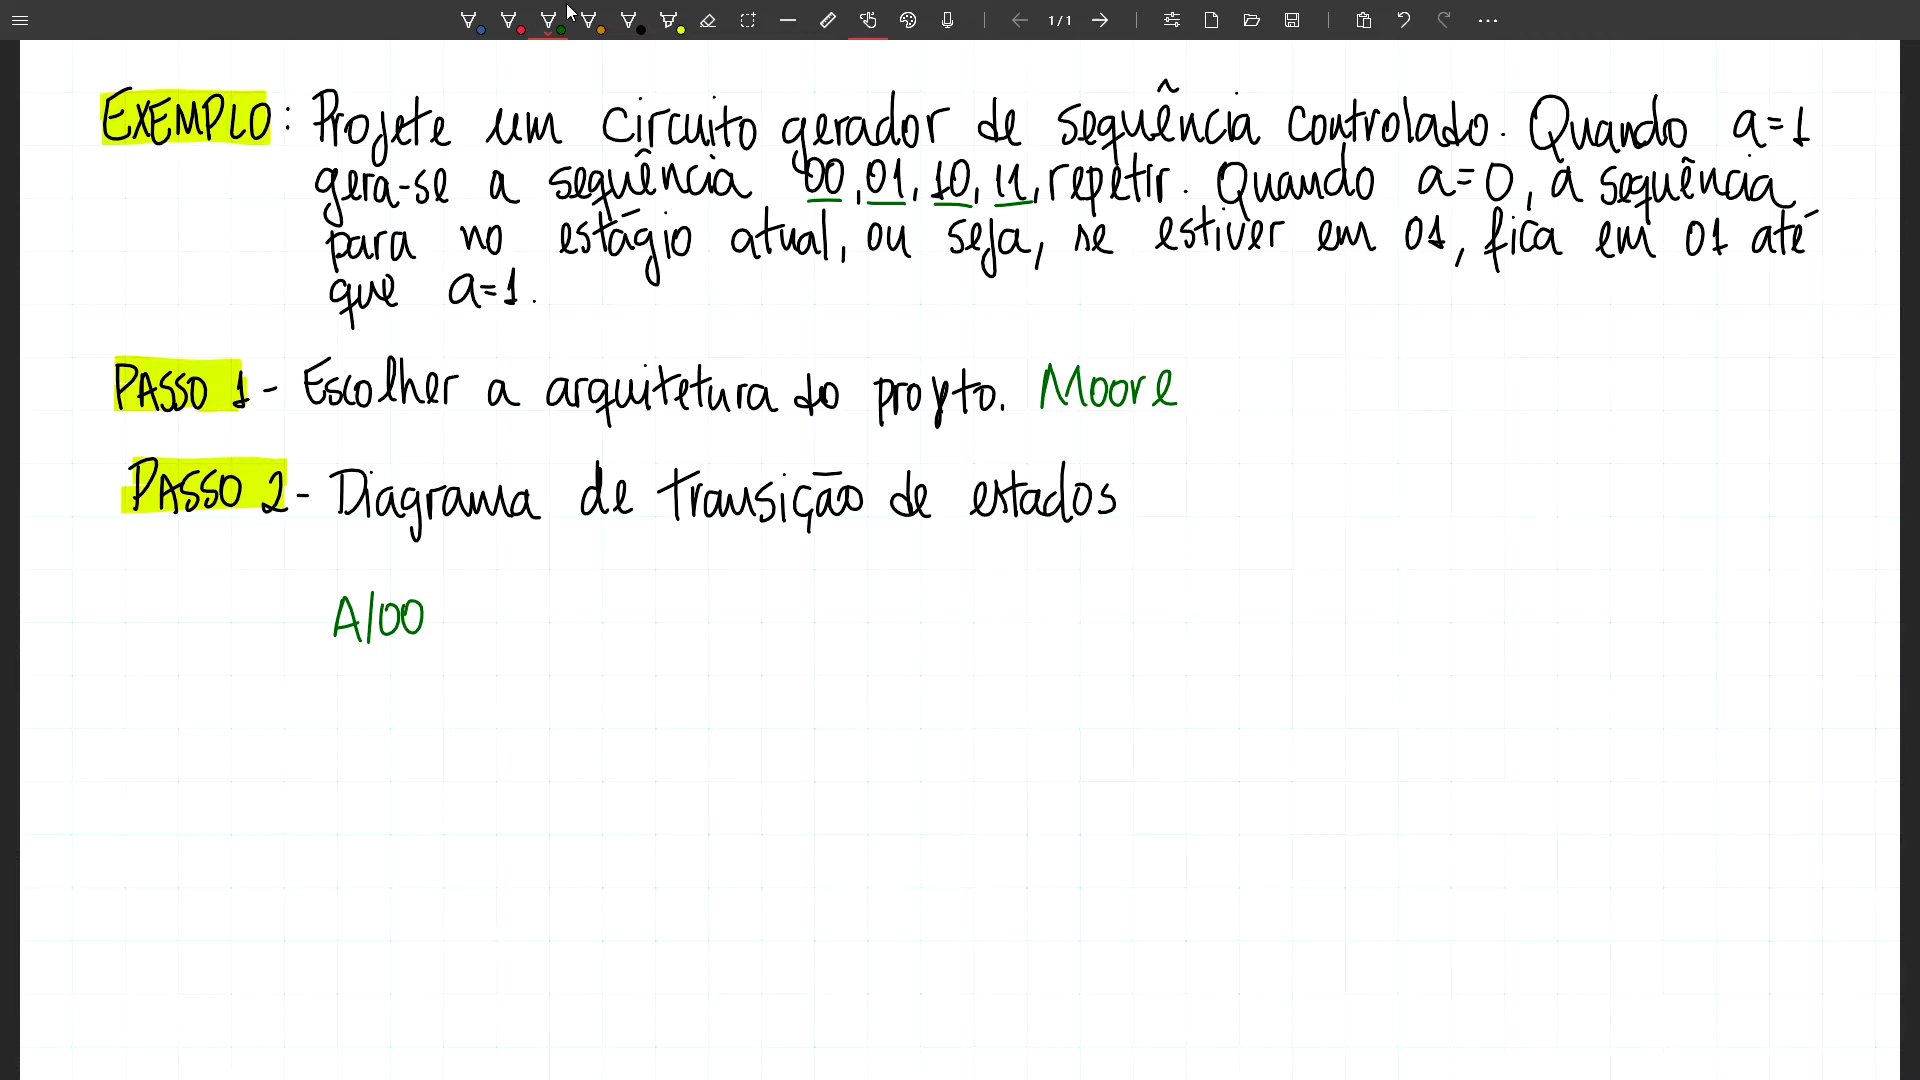 1/1
EXEMPLO: Projete um circuito gerador de sequência controlado. Quando a=1
gera-se a sequência 00, 01, 10, 11, repetir. Quando a=0, a sequência
para no estágio atual, ou seja, se estiver em 01, fica em 01 até
que a=1.
PASSO 1 - Escolher a arquitetura do projeto. Moore
PASSO 2 - Diagrama de transição de estados
A/00